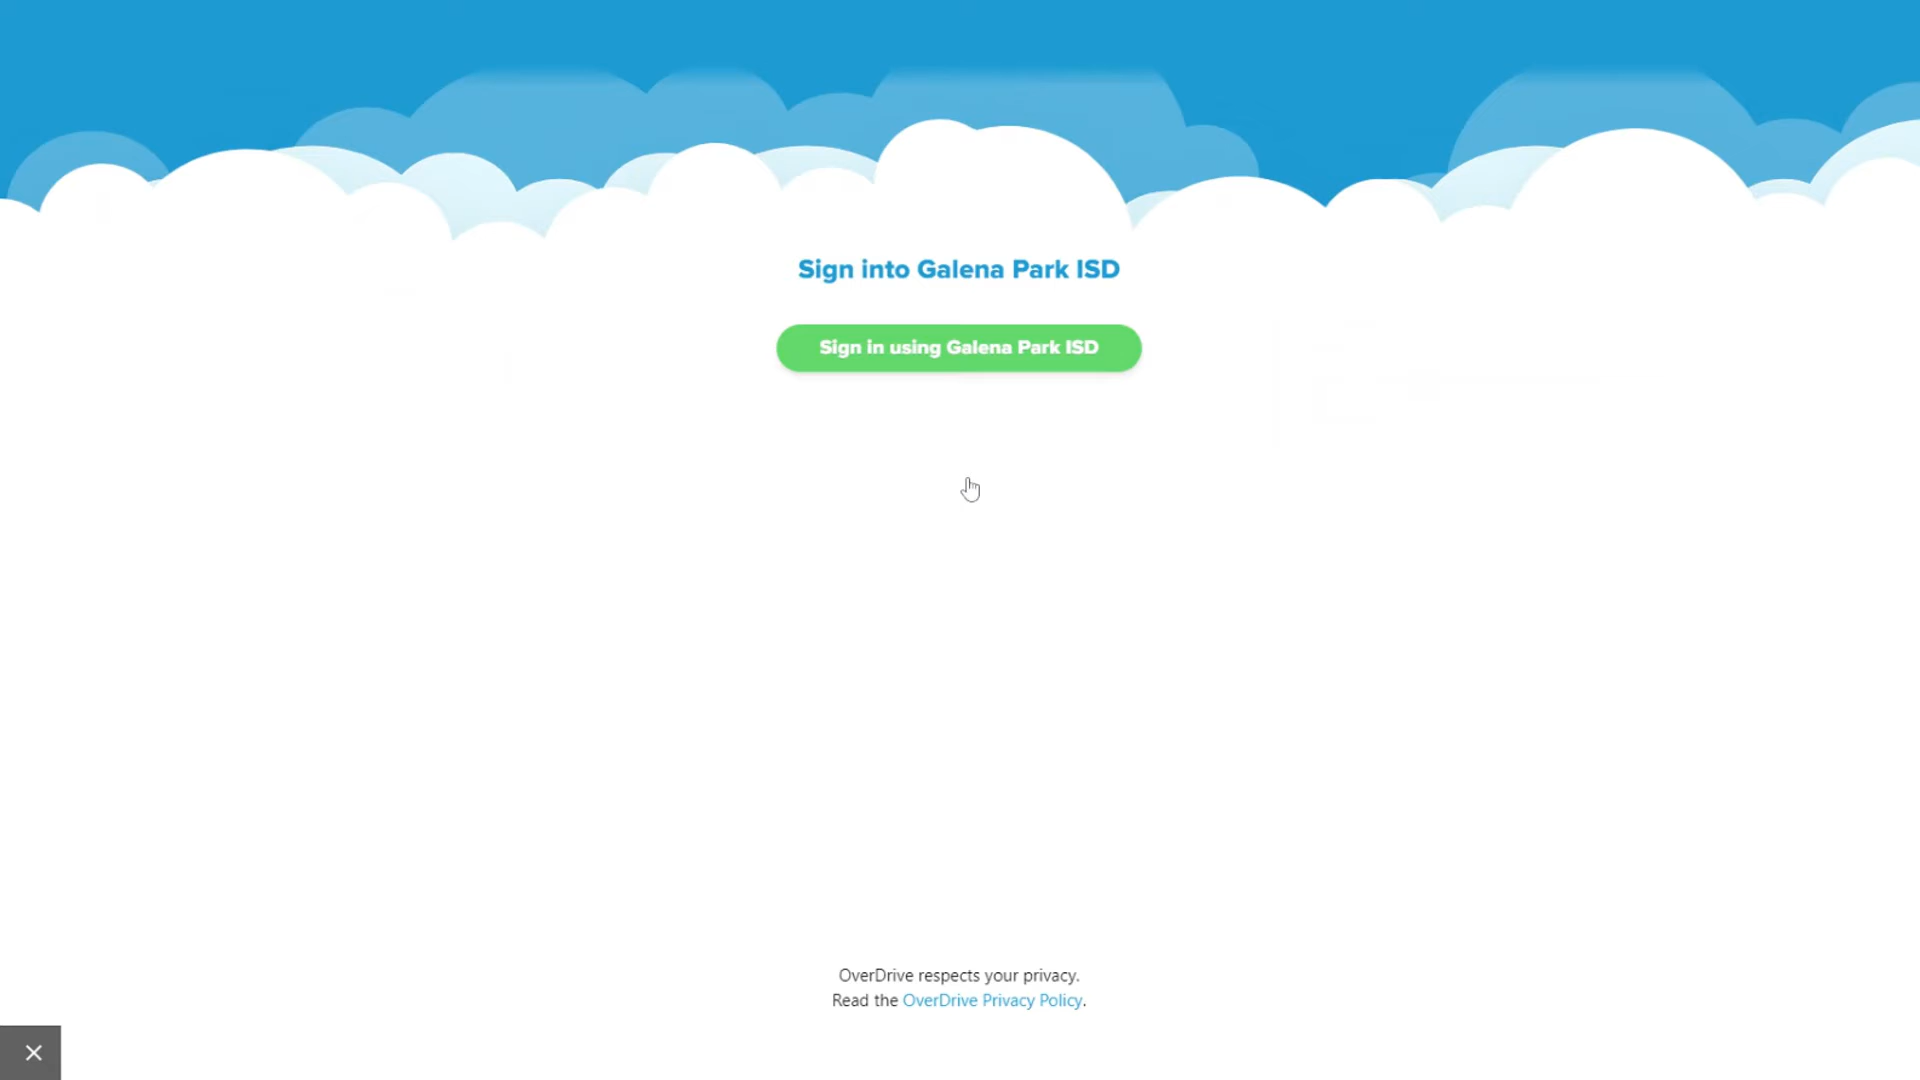 Sign into Galena Park ISD
Sign in using Galena Park ISD
OverDrive respects your privacy.
Read the OverDrive Privacy Policy.